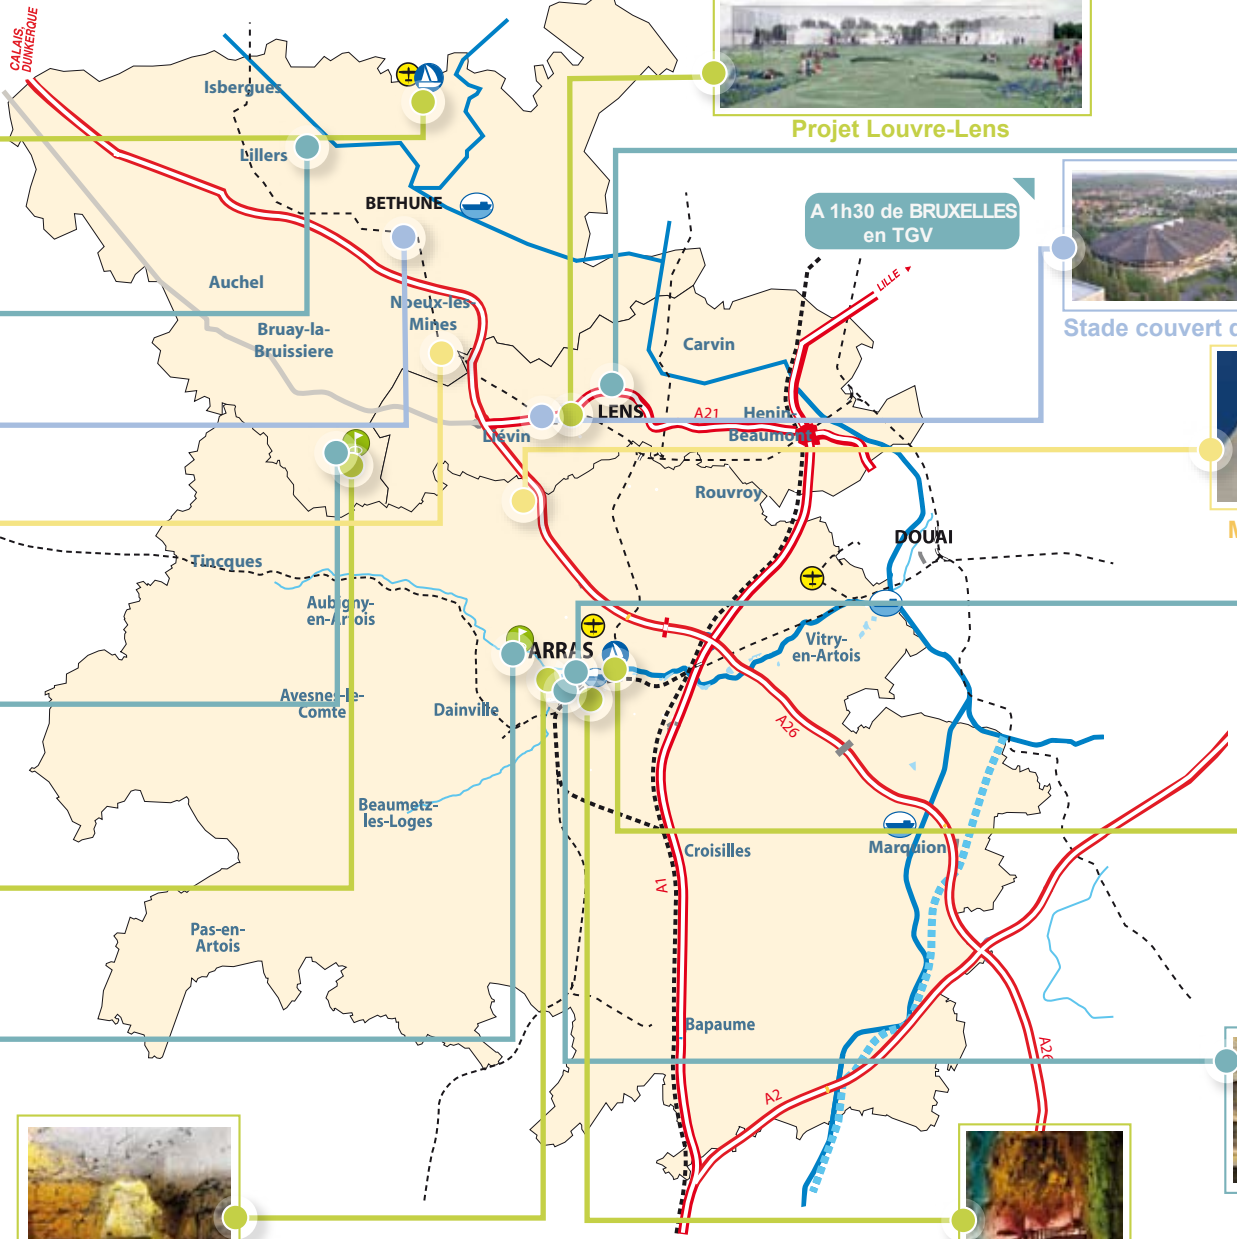 CALAIS,
DUNKERQUE
Isbergues
Projet Louvre-Lens
Lillers
BETHUNE
A 1h30 de BRUXELLES
en TGV
Auchel
LILLE
Noeux-les-
Mines
Bruay-la-
Bruissiere
Stade couvert d
Carvin
LENS
A21
Henin-
Beaumont
Liévin
Rouvroy
M
DOUAI
Tincques
Aubigny-
en-Artois
ARRAS
Vitry-
en-Artois
Avesnes-le-
Comte
Dainville
A26
Beaumetz-
les-Loges
Croisilles
Marquion
A1
Pas-en-
Artois
Bapaume
A26
A2